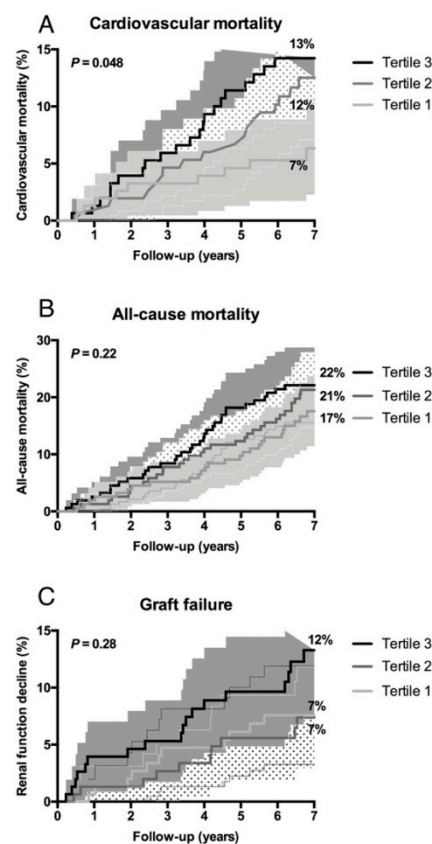 A
Cardiovascular mortality
15
10
5
0
P = 0.048
Cardiovascular mortality (%)
13%
12%
7%
Tertile 3
Tertile 2
Tertile 1
0 1 2 3 4 5 6 7
Follow-up (years)
B
All-cause mortality
30
20
10
0
P = 0.22
All-cause mortality (%)
22%
21%
17%
Tertile 3
Tertile 2
Tertile 1
0 1 2 3 4 5 6 7
Follow-up (years)
C
Graft failure
15
10
5
0
P = 0.28
Renal function decline (%)
12%
7%
7%
Tertile 3
Tertile 2
Tertile 1
0 1 2 3 4 5 6 7
Follow-up (years)